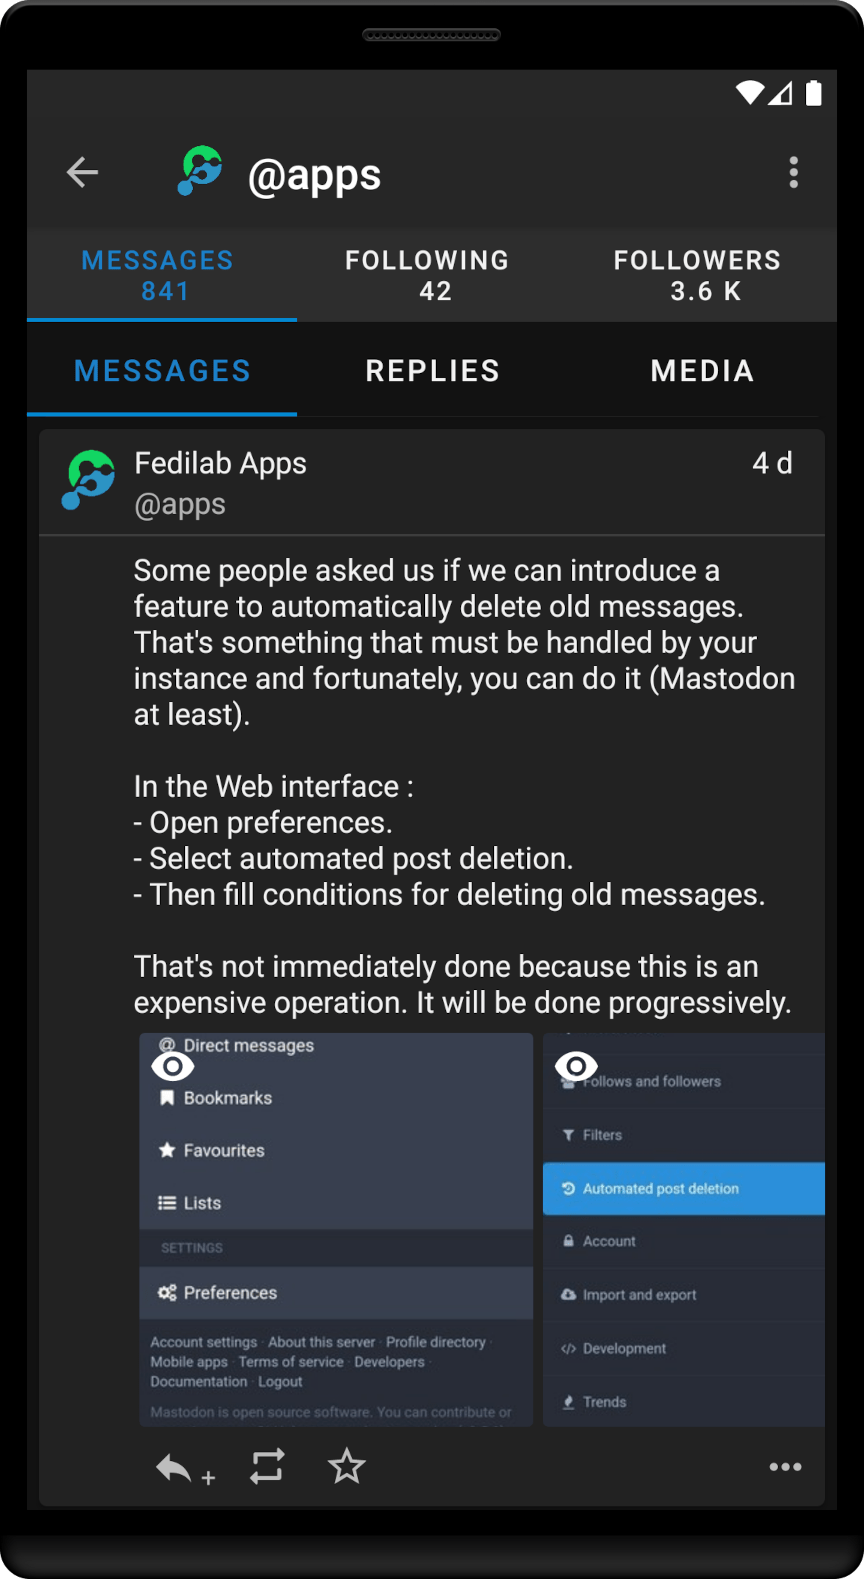 @apps
MESSAGES
841
FOLLOWING
42
FOLLOWERS
3.6 K
MESSAGES
REPLIES
MEDIA
Fedilab Apps
4 d
@apps
Some people asked us if we can introduce a
feature to automatically delete old messages.
That's something that must be handled by your
instance and fortunately, you can do it (Mastodon
at least).
In the Web interface :
- Open preferences.
- Select automated post deletion.
- Then fill conditions for deleting old messages.
That's not immediately done because this is an
expensive operation. It will be done progressively.
@ Direct messages
Bookmarks
Favourites
Lists
SETTINGS
Preferences
Account settings · About this server · Profile directory ·
Mobile apps · Terms of service · Developers ·
Documentation · Logout
Mastodon is open source software. You can contribute or
Follows and followers
Filters
Automated post deletion
Account
Import and export
</> Development
Trends